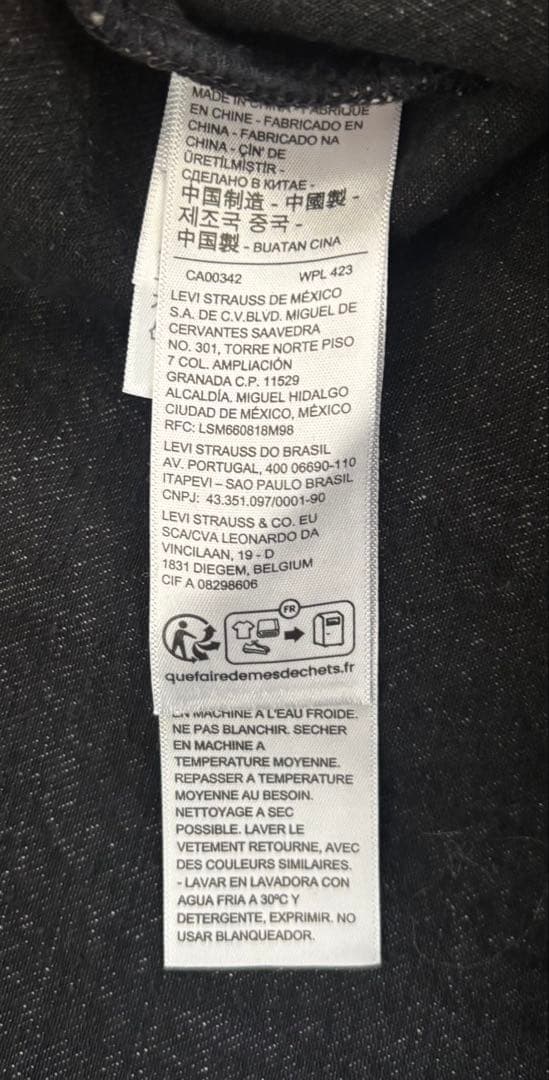 MADE IN CHINA - FABRIQUÉ
EN CHINE - FABRICADO EN
CHINA - FABRICADO NA
CHINA - ÇİN' DE
ÜRETİLMİŞTİR -
СДЕЛАНО В КИТАЕ -
中国制造 - 中國製 -
제조국 중국 -
中国製 - BUATAN CINA
CA00342 WPL 423
LEVI STRAUSS DE MÉXICO
S.A. DE C.V.BLVD. MIGUEL DE
CERVANTES SAAVEDRA
NO. 301, TORRE NORTE PISO
7 COL. AMPLIACIÓN
GRANADA C.P. 11529
ALCALDÍA. MIGUEL HIDALGO
CIUDAD DE MÉXICO, MÉXICO
RFC: LSM660818M98
LEVI STRAUSS DO BRASIL
AV. PORTUGAL, 400 06690-110
ITAPEVI – SAO PAULO BRASIL
CNPJ: 43.351.097/0001-90
LEVI STRAUSS & CO. EU
SCA/CVA LEONARDO DA
VINCILAAN, 19 - D
1831 DIEGEM, BELGIUM
CIF A 08298606
FR
quefairedemesdechets.fr
EN MACHINE A L'EAU FROIDE.
NE PAS BLANCHIR. SECHER
EN MACHINE A
TEMPERATURE MOYENNE.
REPASSER A TEMPERATURE
MOYENNE AU BESOIN.
NETTOYAGE A SEC
POSSIBLE. LAVER LE
VETEMENT RETOURNE, AVEC
DES COULEURS SIMILAIRES.
- LAVAR EN LAVADORA CON
AGUA FRIA A 30ºC Y
DETERGENTE, EXPRIMIR. NO
USAR BLANQUEADOR.